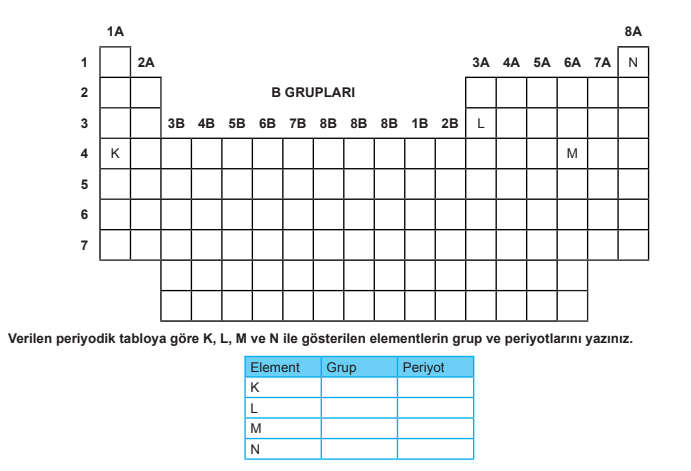 1A 8A
1 2A 3A 4A 5A 6A 7A N
2 B GRUPLARI
3 3B 4B 5B 6B 7B 8B 8B 8B 1B 2B L
4 K M
5
6
7
Verilen periyodik tabloya göre K, L, M ve N ile gösterilen elementlerin grup ve periyotlarını yazınız.
Element Grup Periyot
K
L
M
N